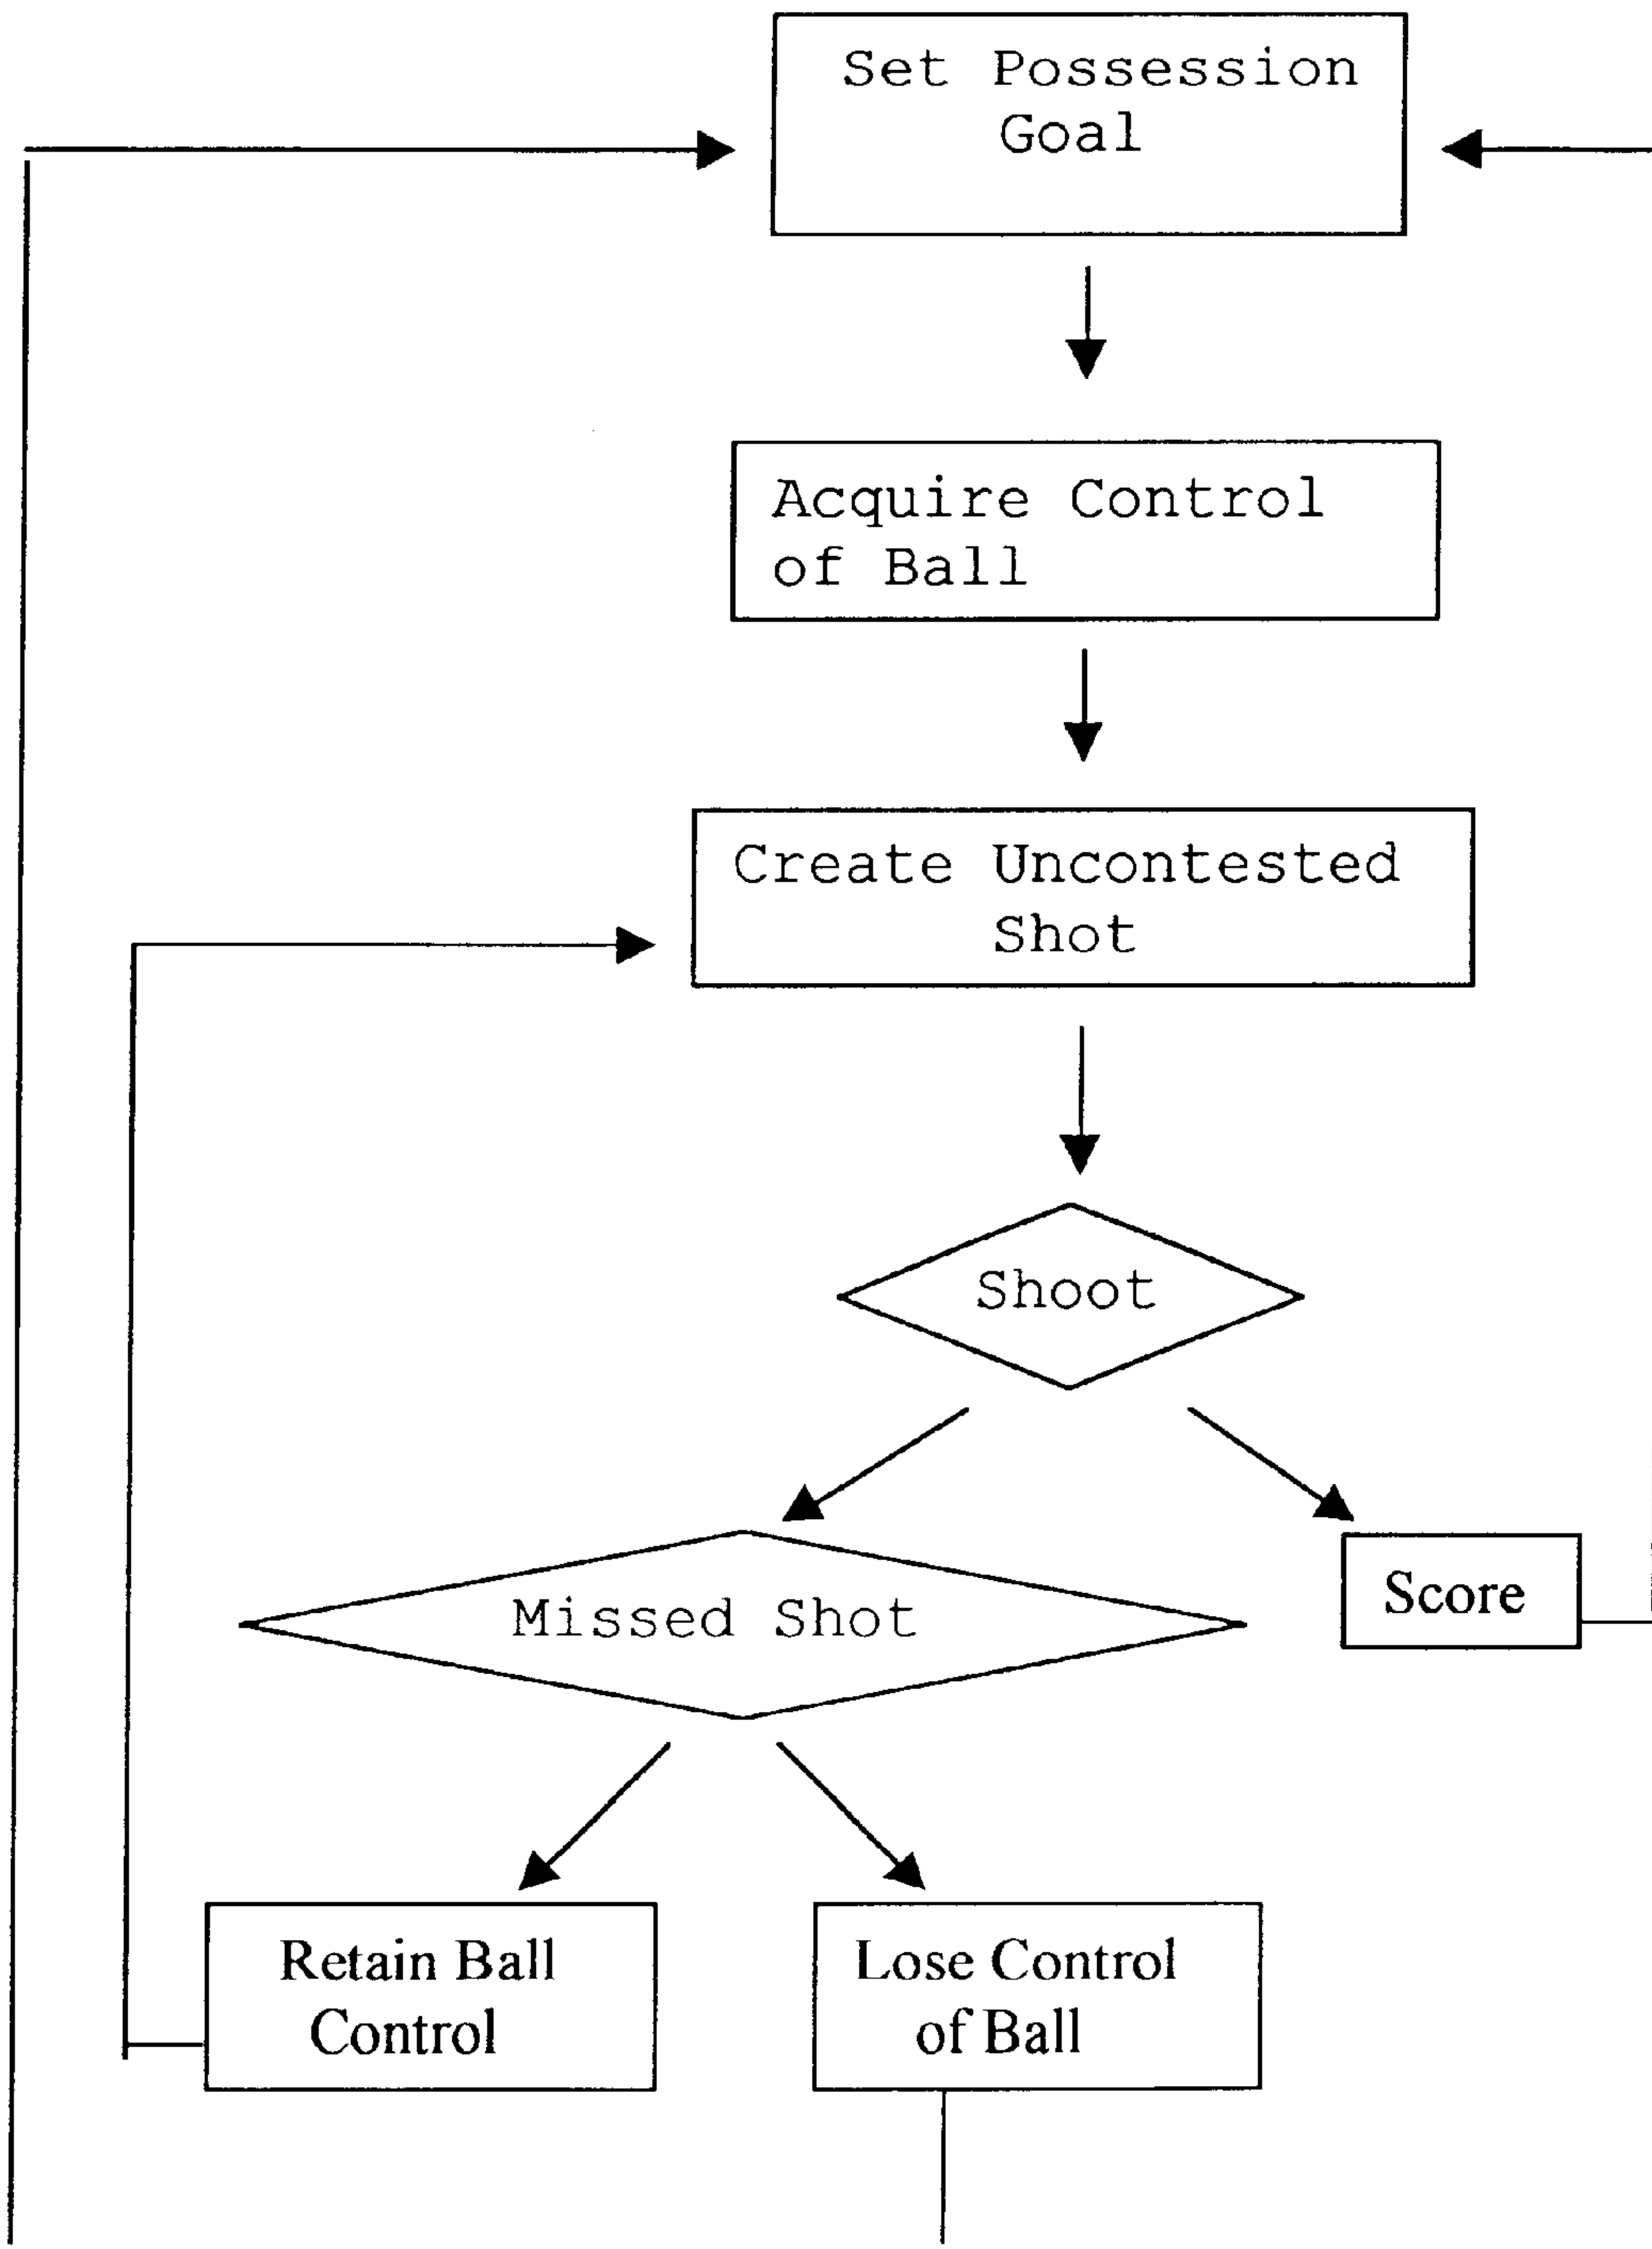 Set Possession
Goal
Acquire Control
of Ball
Create Uncontested
Shot
Shoot
Missed Shot
Score
Retain Ball
Control
Lose Control
of Ball